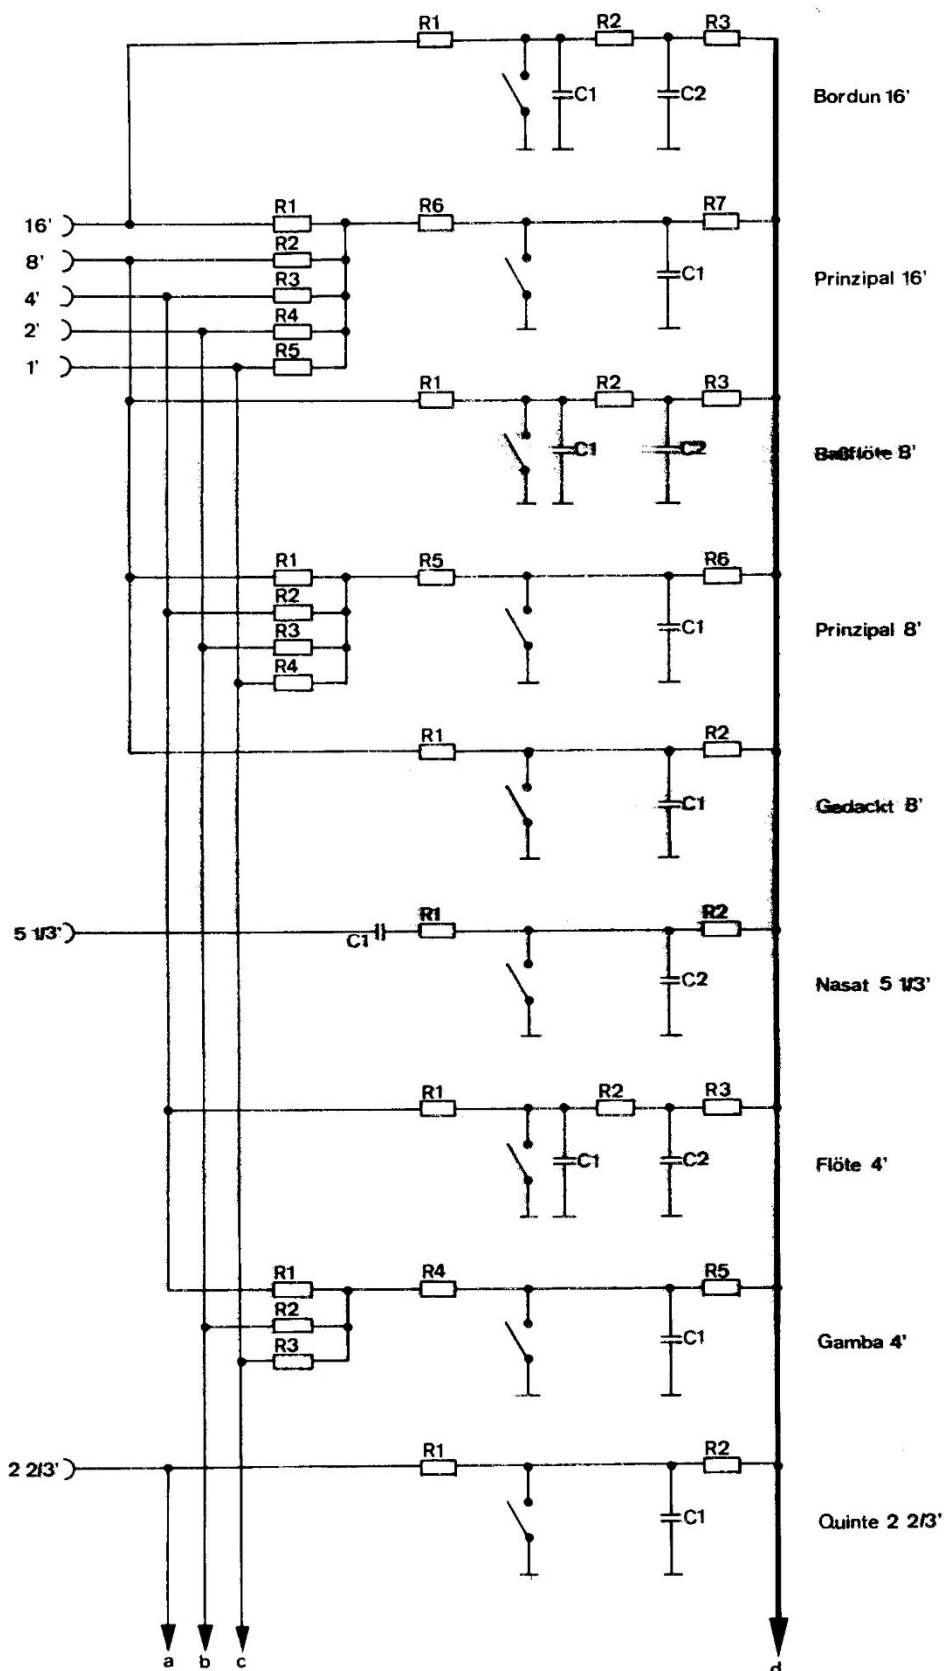 R1 R2 R3
C1 C2
Bordun 16'
16' R1 R6 R7
8' R2
4' R3 C1 Prinzipal 16'
2' R4
1' R5
R1 R2 R3
C1 C2 Baßflöte 8'
R1 R5 R6
R2
R3 C1 Prinzipal 8'
R4
R1 R2
C1 Gedackt 8'
5 1/3' C1 R1 R2
C2 Nasat 5 1/3'
R1 R2 R3
C1 C2 Flöte 4'
R1 R4 R5
R2
R3 C1 Gamba 4'
2 2/3' R1 R2
C1 Quinte 2 2/3'
a b c d